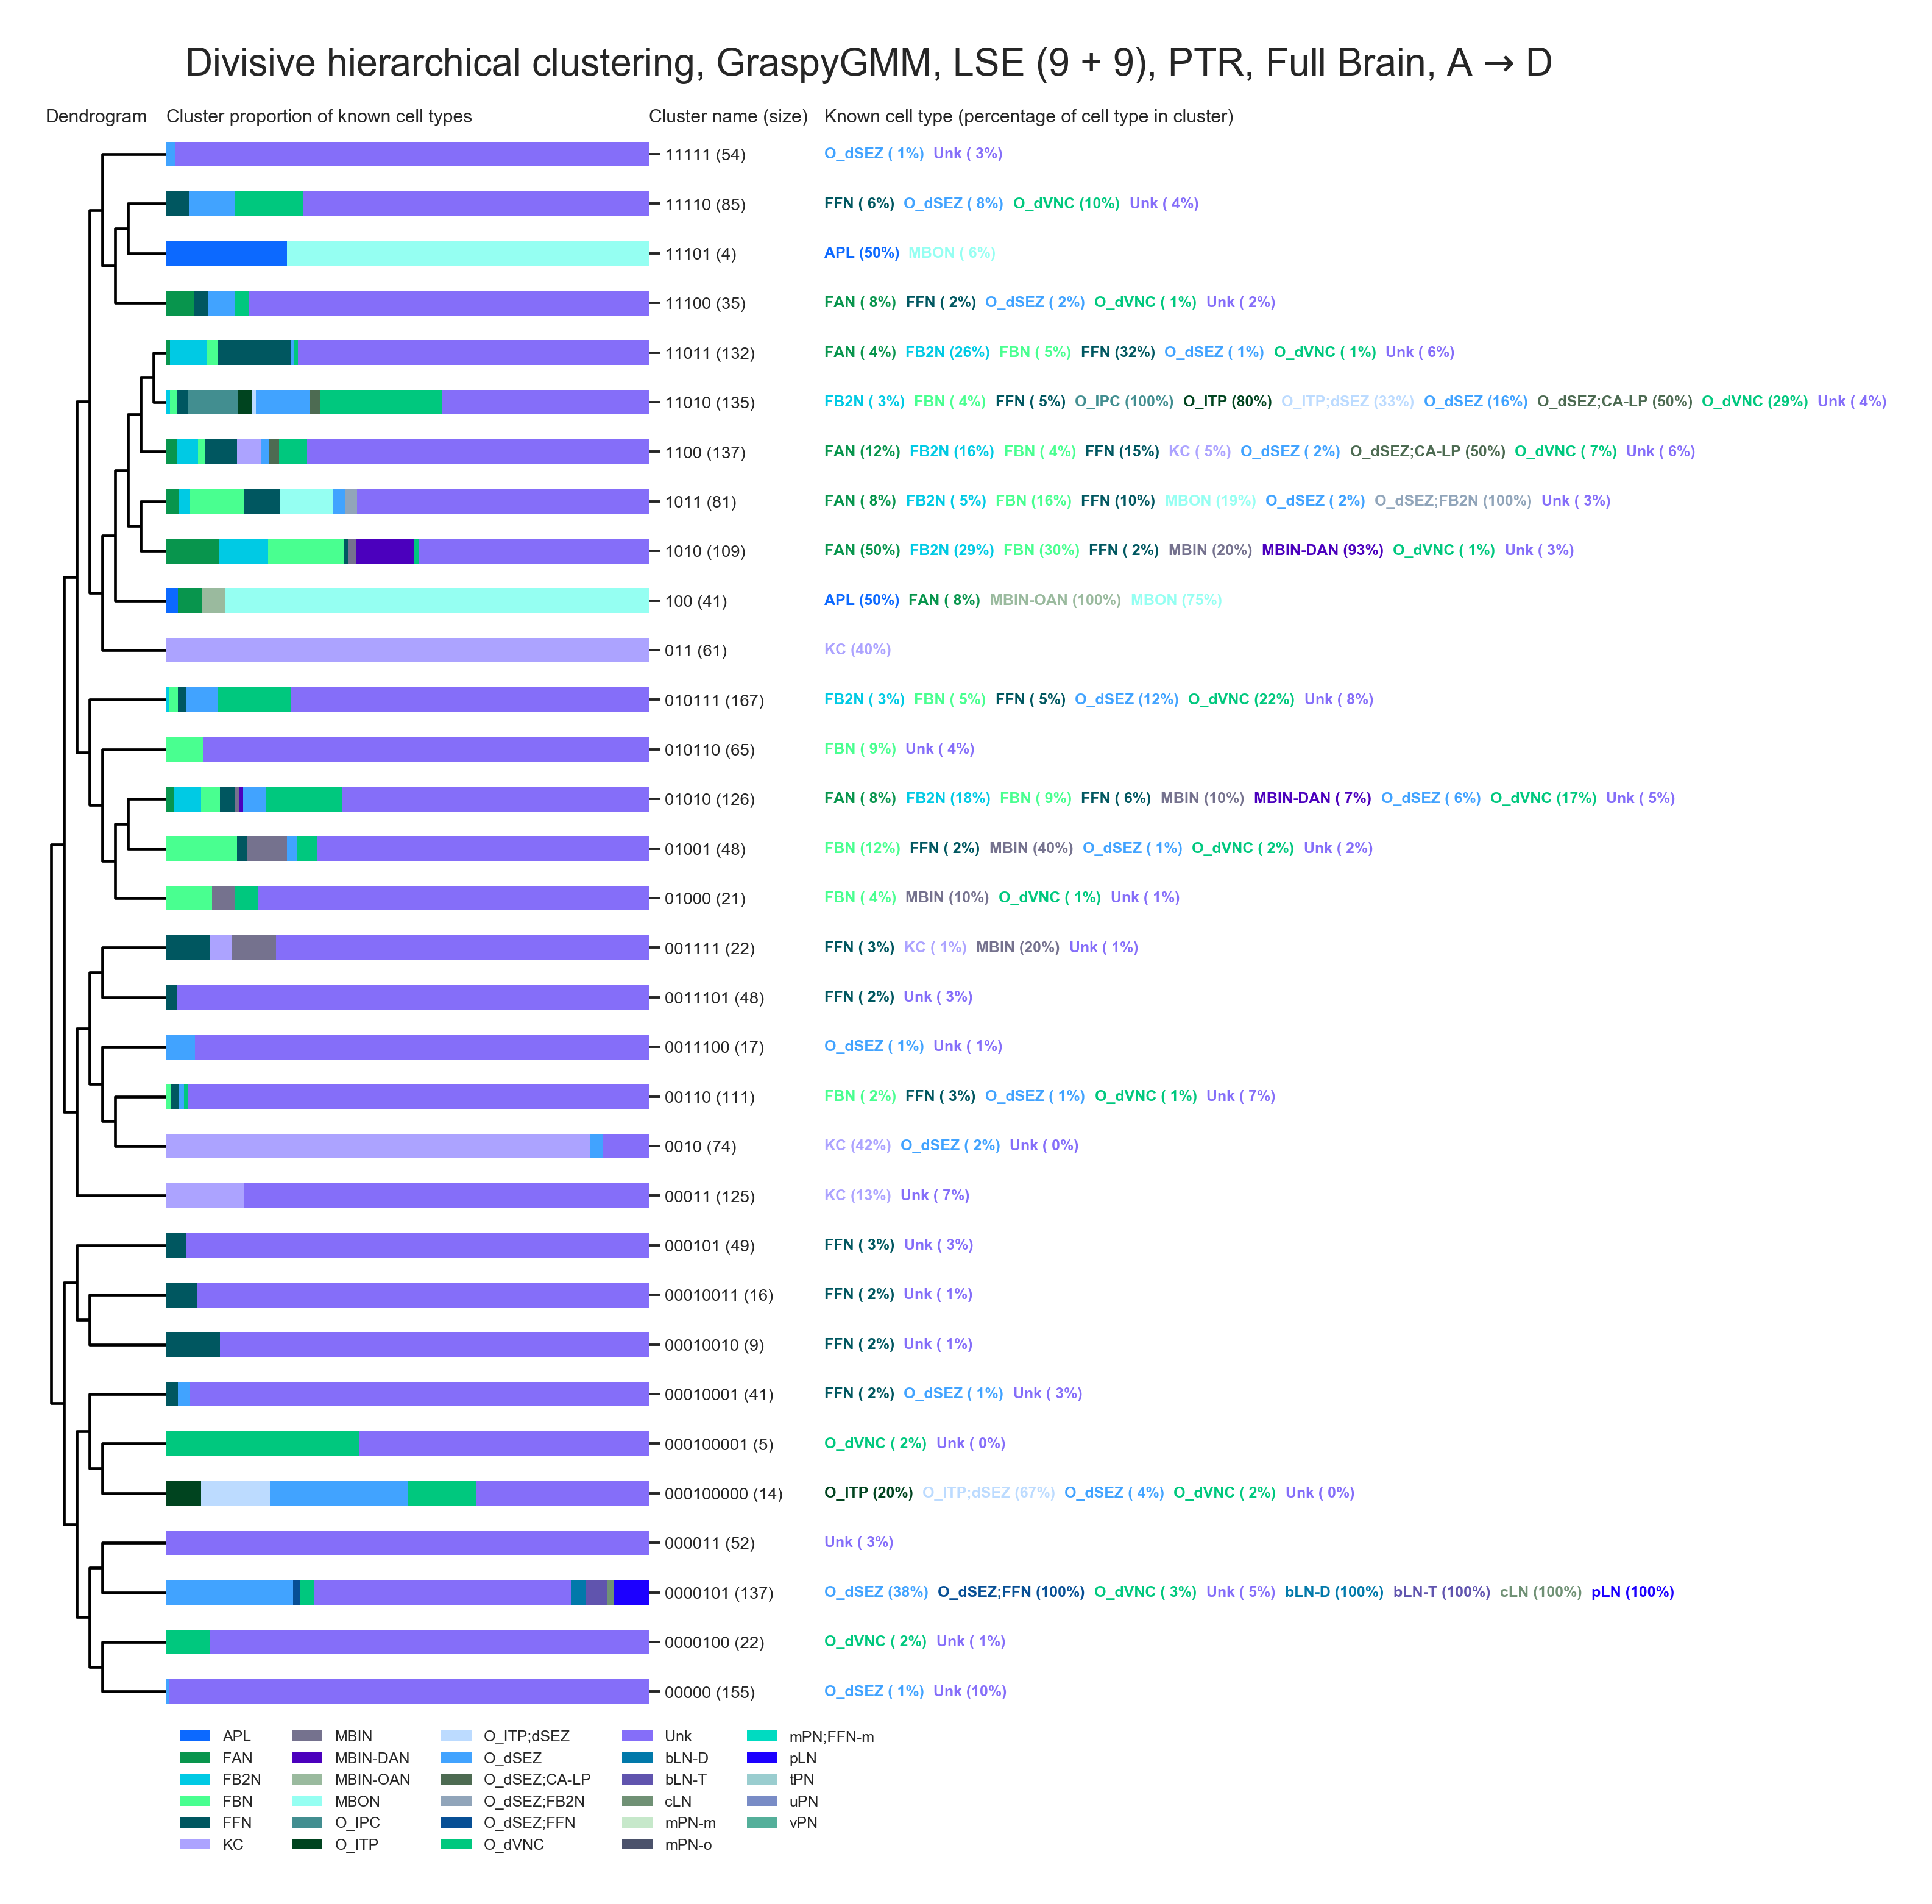 Divisive hierarchical clustering, GraspyGMM, LSE (9 + 9), PTR, Full Brain, A → D
Dendrogram Cluster proportion of known cell types Cluster name (size) Known cell type (percentage of cell type in cluster)
11111 (54) O_dSEZ ( 1%) Unk ( 3%)
11110 (85) FFN ( 6%) O_dSEZ ( 8%) O_dVNC (10%) Unk ( 4%)
11101 (4) APL (50%) MBON ( 6%)
11100 (35) FAN ( 8%) FFN ( 2%) O_dSEZ ( 2%) O_dVNC ( 1%) Unk ( 2%)
11011 (132) FAN ( 4%) FB2N (26%) FBN ( 5%) FFN (32%) O_dSEZ ( 1%) O_dVNC ( 1%) Unk ( 6%)
11010 (135) FB2N ( 3%) FBN ( 4%) FFN ( 5%) O_IPC (100%) O_ITP (80%) O_ITP;dSEZ (33%) O_dSEZ (16%) O_dSEZ;CA-LP (50%) O_dVNC (29%) Unk ( 4%)
1100 (137) FAN (12%) FB2N (16%) FBN ( 4%) FFN (15%) KC ( 5%) O_dSEZ ( 2%) O_dSEZ;CA-LP (50%) O_dVNC ( 7%) Unk ( 6%)
1011 (81) FAN ( 8%) FB2N ( 5%) FBN (16%) FFN (10%) MBON (19%) O_dSEZ ( 2%) O_dSEZ;FB2N (100%) Unk ( 3%)
1010 (109) FAN (50%) FB2N (29%) FBN (30%) FFN ( 2%) MBIN (20%) MBIN-DAN (93%) O_dVNC ( 1%) Unk ( 3%)
100 (41) APL (50%) FAN ( 8%) MBIN-OAN (100%) MBON (75%)
011 (61) KC (40%)
010111 (167) FB2N ( 3%) FBN ( 5%) FFN ( 5%) O_dSEZ (12%) O_dVNC (22%) Unk ( 8%)
010110 (65) FBN ( 9%) Unk ( 4%)
01010 (126) FAN ( 8%) FB2N (18%) FBN ( 9%) FFN ( 6%) MBIN (10%) MBIN-DAN ( 7%) O_dSEZ ( 6%) O_dVNC (17%) Unk ( 5%)
01001 (48) FBN (12%) FFN ( 2%) MBIN (40%) O_dSEZ ( 1%) O_dVNC ( 2%) Unk ( 2%)
01000 (21) FBN ( 4%) MBIN (10%) O_dVNC ( 1%) Unk ( 1%)
001111 (22) FFN ( 3%) KC ( 1%) MBIN (20%) Unk ( 1%)
0011101 (48) FFN ( 2%) Unk ( 3%)
0011100 (17) O_dSEZ ( 1%) Unk ( 1%)
00110 (111) FBN ( 2%) FFN ( 3%) O_dSEZ ( 1%) O_dVNC ( 1%) Unk ( 7%)
0010 (74) KC (42%) O_dSEZ ( 2%) Unk ( 0%)
00011 (125) KC (13%) Unk ( 7%)
000101 (49) FFN ( 3%) Unk ( 3%)
00010011 (16) FFN ( 2%) Unk ( 1%)
00010010 (9) FFN ( 2%) Unk ( 1%)
00010001 (41) FFN ( 2%) O_dSEZ ( 1%) Unk ( 3%)
000100001 (5) O_dVNC ( 2%) Unk ( 0%)
000100000 (14) O_ITP (20%) O_ITP;dSEZ (67%) O_dSEZ ( 4%) O_dVNC ( 2%) Unk ( 0%)
000011 (52) Unk ( 3%)
0000101 (137) O_dSEZ (38%) O_dSEZ;FFN (100%) O_dVNC ( 3%) Unk ( 5%) bLN-D (100%) bLN-T (100%) cLN (100%) pLN (100%)
0000100 (22) O_dVNC ( 2%) Unk ( 1%)
00000 (155) O_dSEZ ( 1%) Unk (10%)
APL MBIN O_ITP;dSEZ Unk mPN;FFN-m
FAN MBIN-DAN O_dSEZ bLN-D pLN
FB2N MBIN-OAN O_dSEZ;CA-LP bLN-T tPN
FBN MBON O_dSEZ;FB2N cLN uPN
FFN O_IPC O_dSEZ;FFN mPN-m vPN
KC O_ITP O_dVNC mPN-o